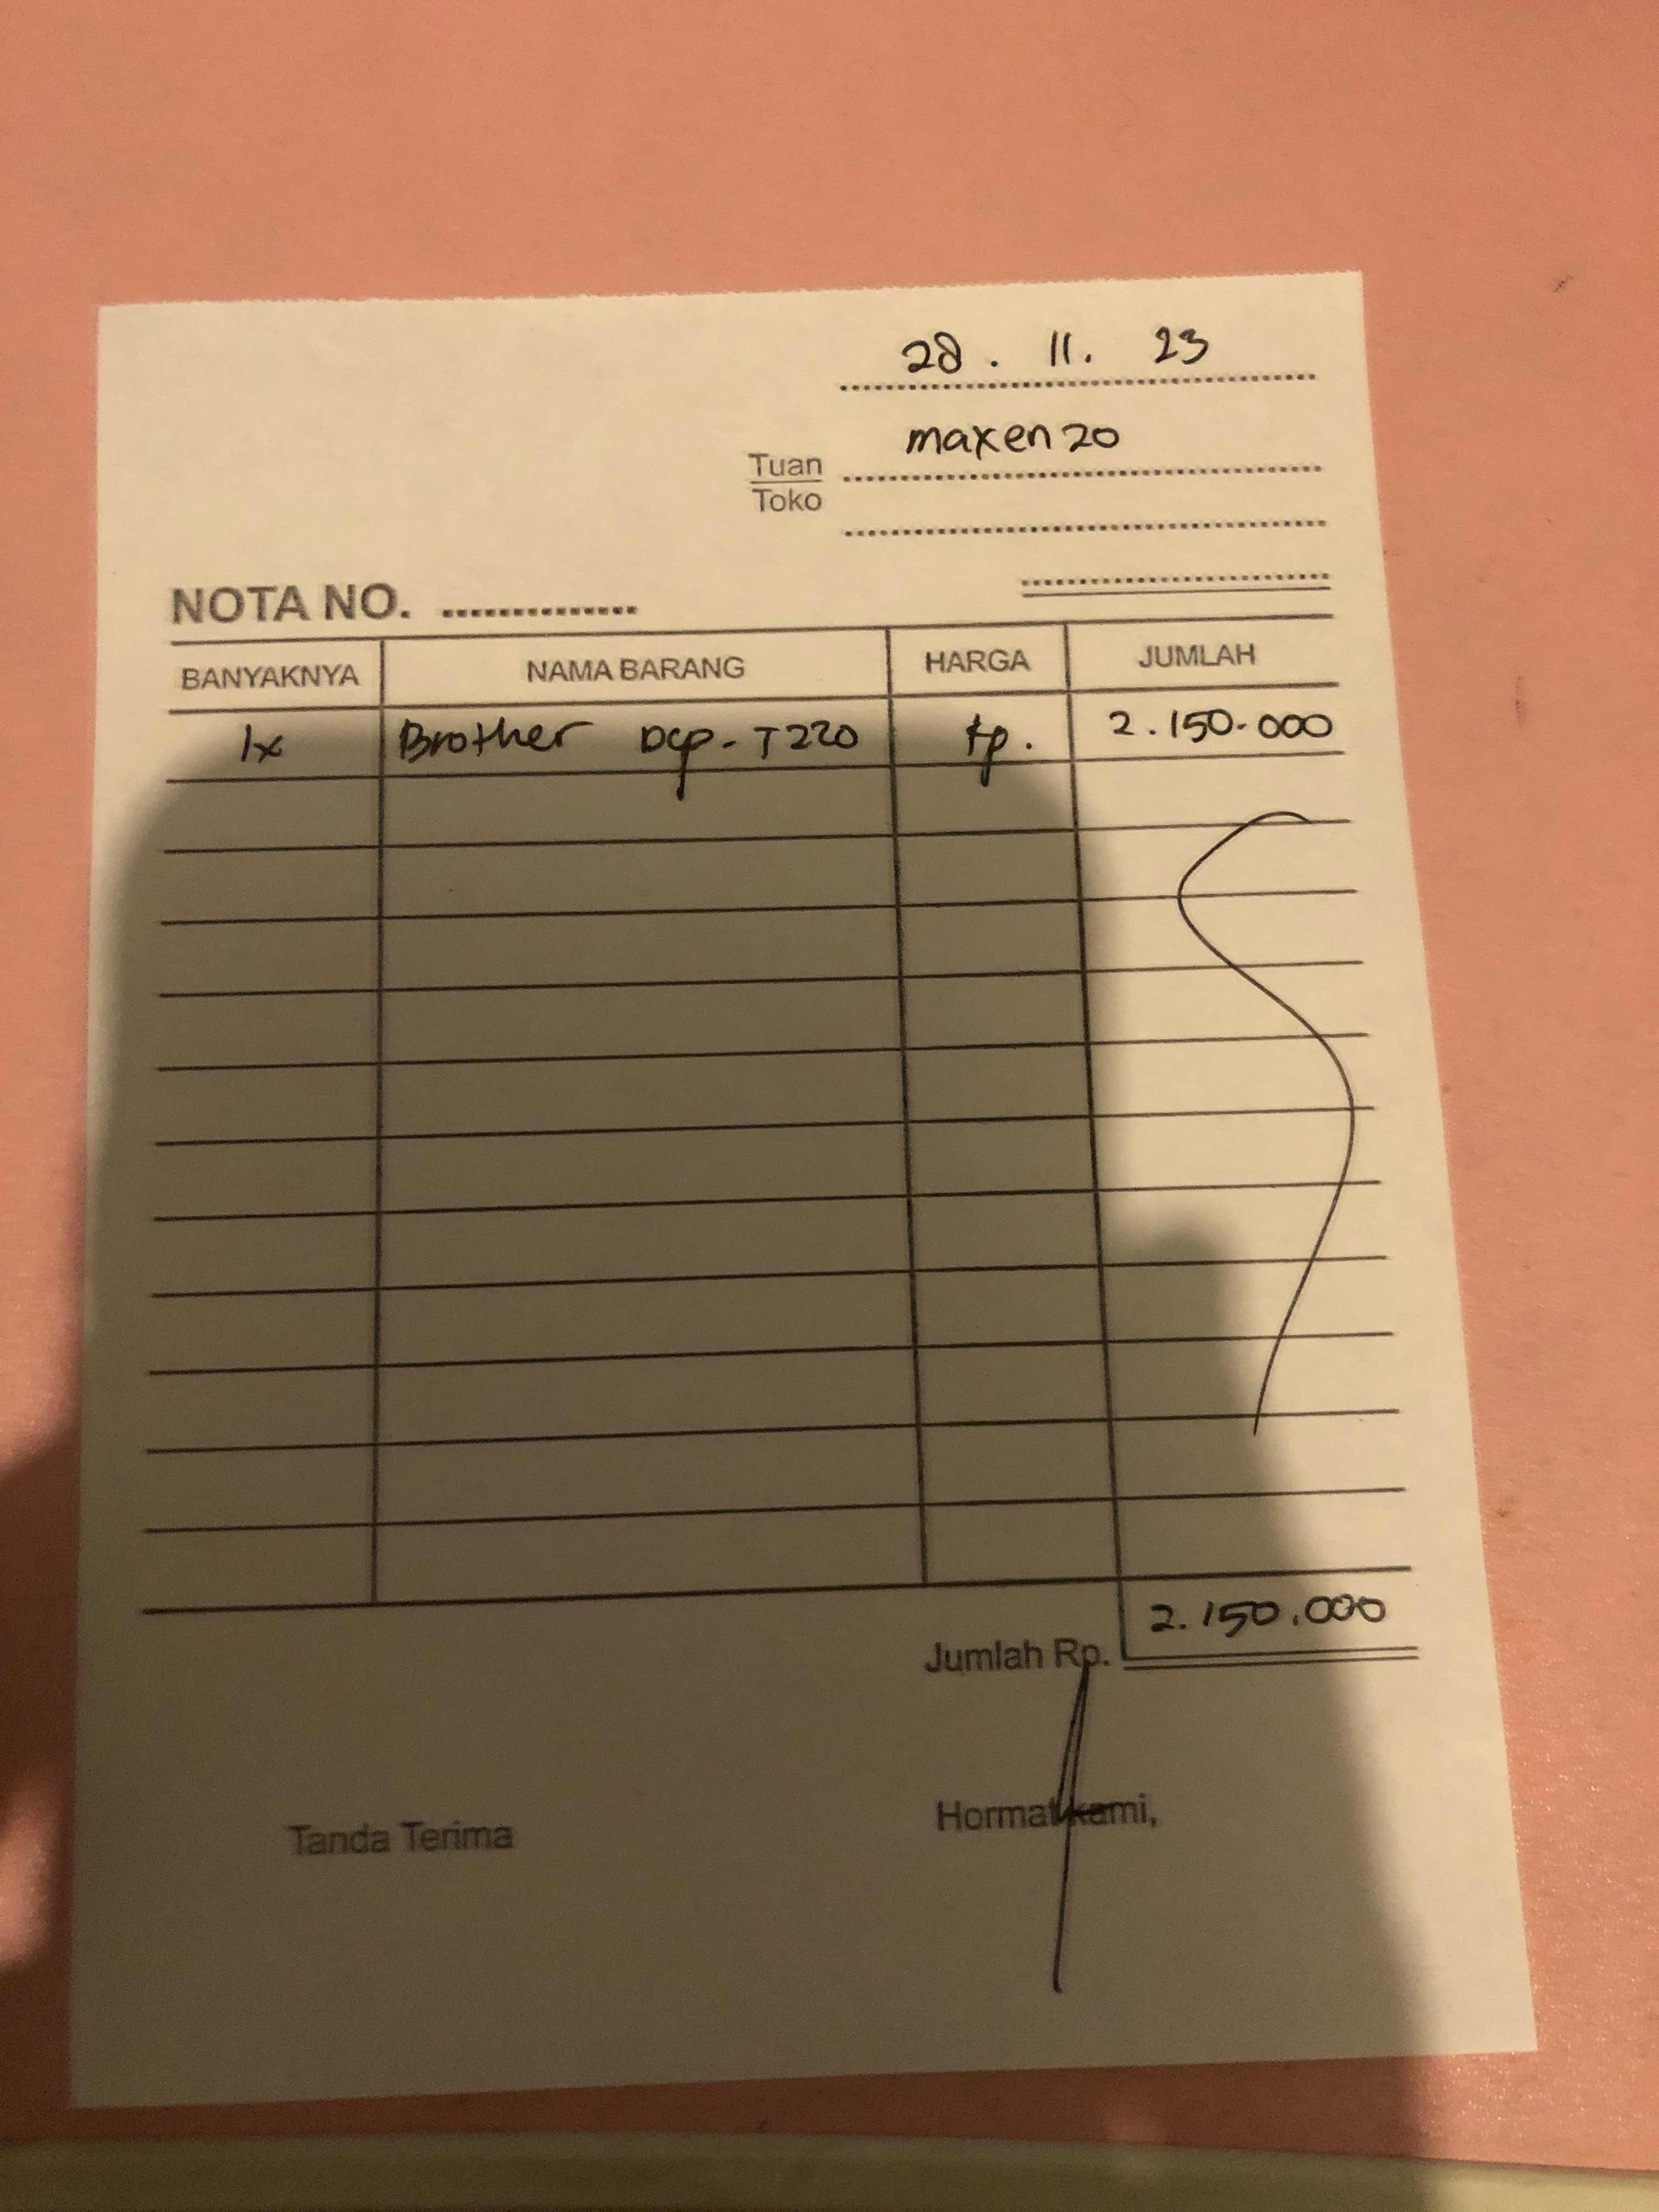 28 . 11. 23
maxen20
Tuan
Toko
NOTA NO. ..............
BANYAKNYA NAMA BARANG HARGA JUMLAH
1x Brother Dcp-T220 Rp. 2.150.000
Jumlah Rp. 2.150.000
Tanda Terima Hormat kami,